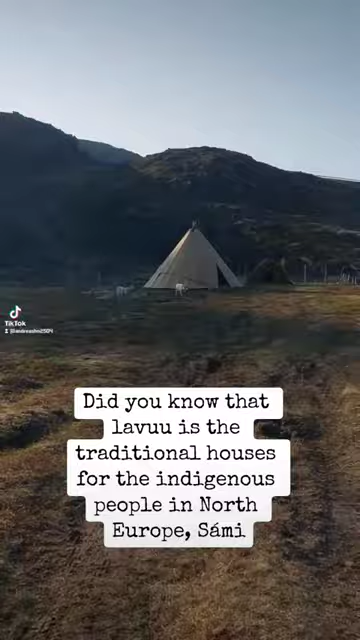 TikTok
Did you know that
lavuu is the
traditional houses
for the indigenous
people in North
Europe, Sámi